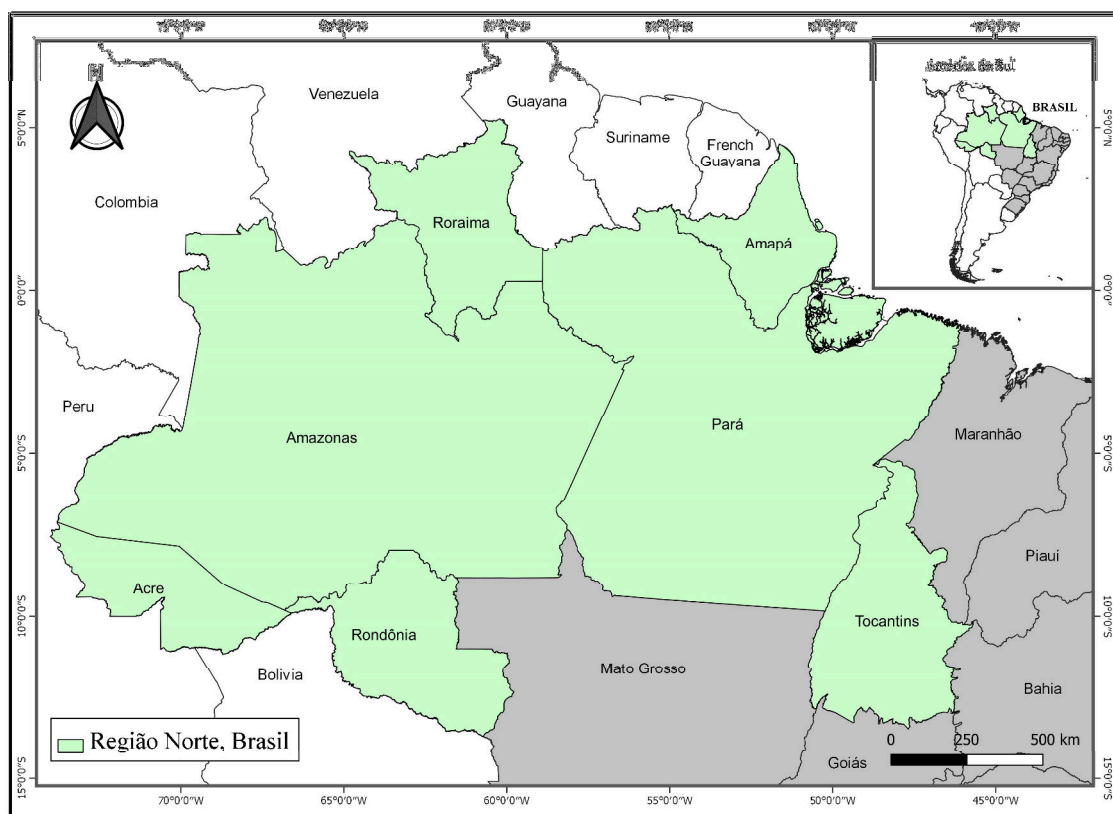 Venezuela
Guayana
Suriname
French
Guayana
Colombia
Roraima
Amapá
do Sul
BRASIL
5°0'0"N
5°0'0"N
0°0'0"
0°0'0"
Peru
Amazonas
Pará
Maranhão
5°0'0"S
5°0'0"S
Piauí
Acre
Rondônia
Tocantins
10°0'0"S
10°0'0"S
Bolivia
Mato Grosso
Bahia
Goiás
Região Norte, Brasil
0 250 500 km
15°0'0"S
15°0'0"S
70°0'0"W 65°0'0"W 60°0'0"W 55°0'0"W 50°0'0"W 45°0'0"W